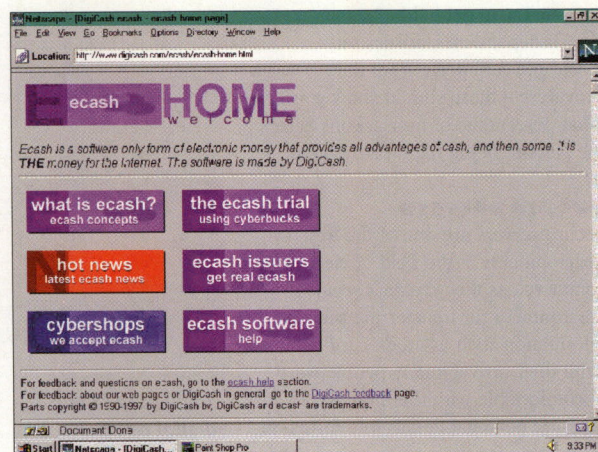 Netscape - [DigiCash ecash - ecash home page]
File Edit View Go Bookmarks Options Directory Window Help
Location: http://www.digicash.com/ecash/ecash-home.html
N
ecash HOME
welcome
Ecash is a software only form of electronic money that provides all advanteges of cash, and then some. It is
THE money for the Internet. The software is made by DigiCash.
what is ecash?
ecash concepts
the ecash trial
using cyberbucks
hot news
latest ecash news
ecash issuers
get real ecash
cybershops
we accept ecash
ecash software
help
For feedback and questions on ecash, go to the ecash help section.
For feedback about our web pages or DigiCash in general go to the DigiCash feedback page.
Parts copyright © 1990-1997 by DigiCash bv, DigiCash and ecash are trademarks.
Document Done
Start Netscape - [DigiCash... Paint Shop Pro 9:33 PM